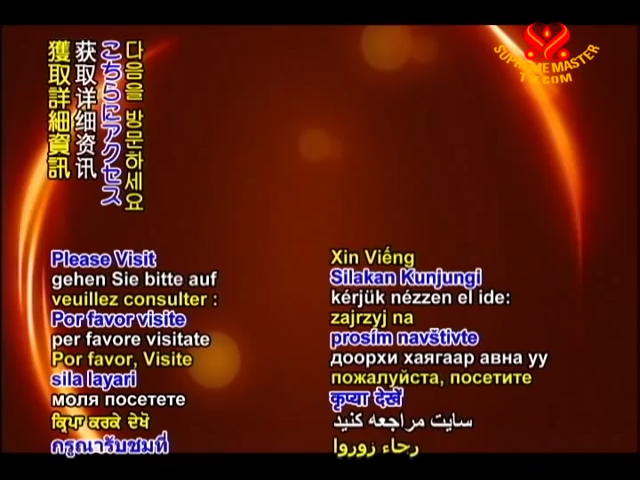 獲取詳細資訊
获取详细资讯
こちらにアクセス
다음을 방문하세요
SUPREME MASTER
TV.COM
Please Visit
gehen Sie bitte auf
veuillez consulter :
Por favor visite
per favore visitate
Por favor, Visite
sila layari
моля посетете
ਕ੍ਰਿਪਾ ਕਰਕੇ ਦੇਖੋ
กรุณารับชมที่
Xin Viếng
Silakan Kunjungi
kérjük nézzen el ide:
zajrzyj na
prosím navštivte
доорхи хаягаар авна уу
пожалуйста, посетите
कृप्या देखें
سایت مراجعه کنید
رجاء زوروا